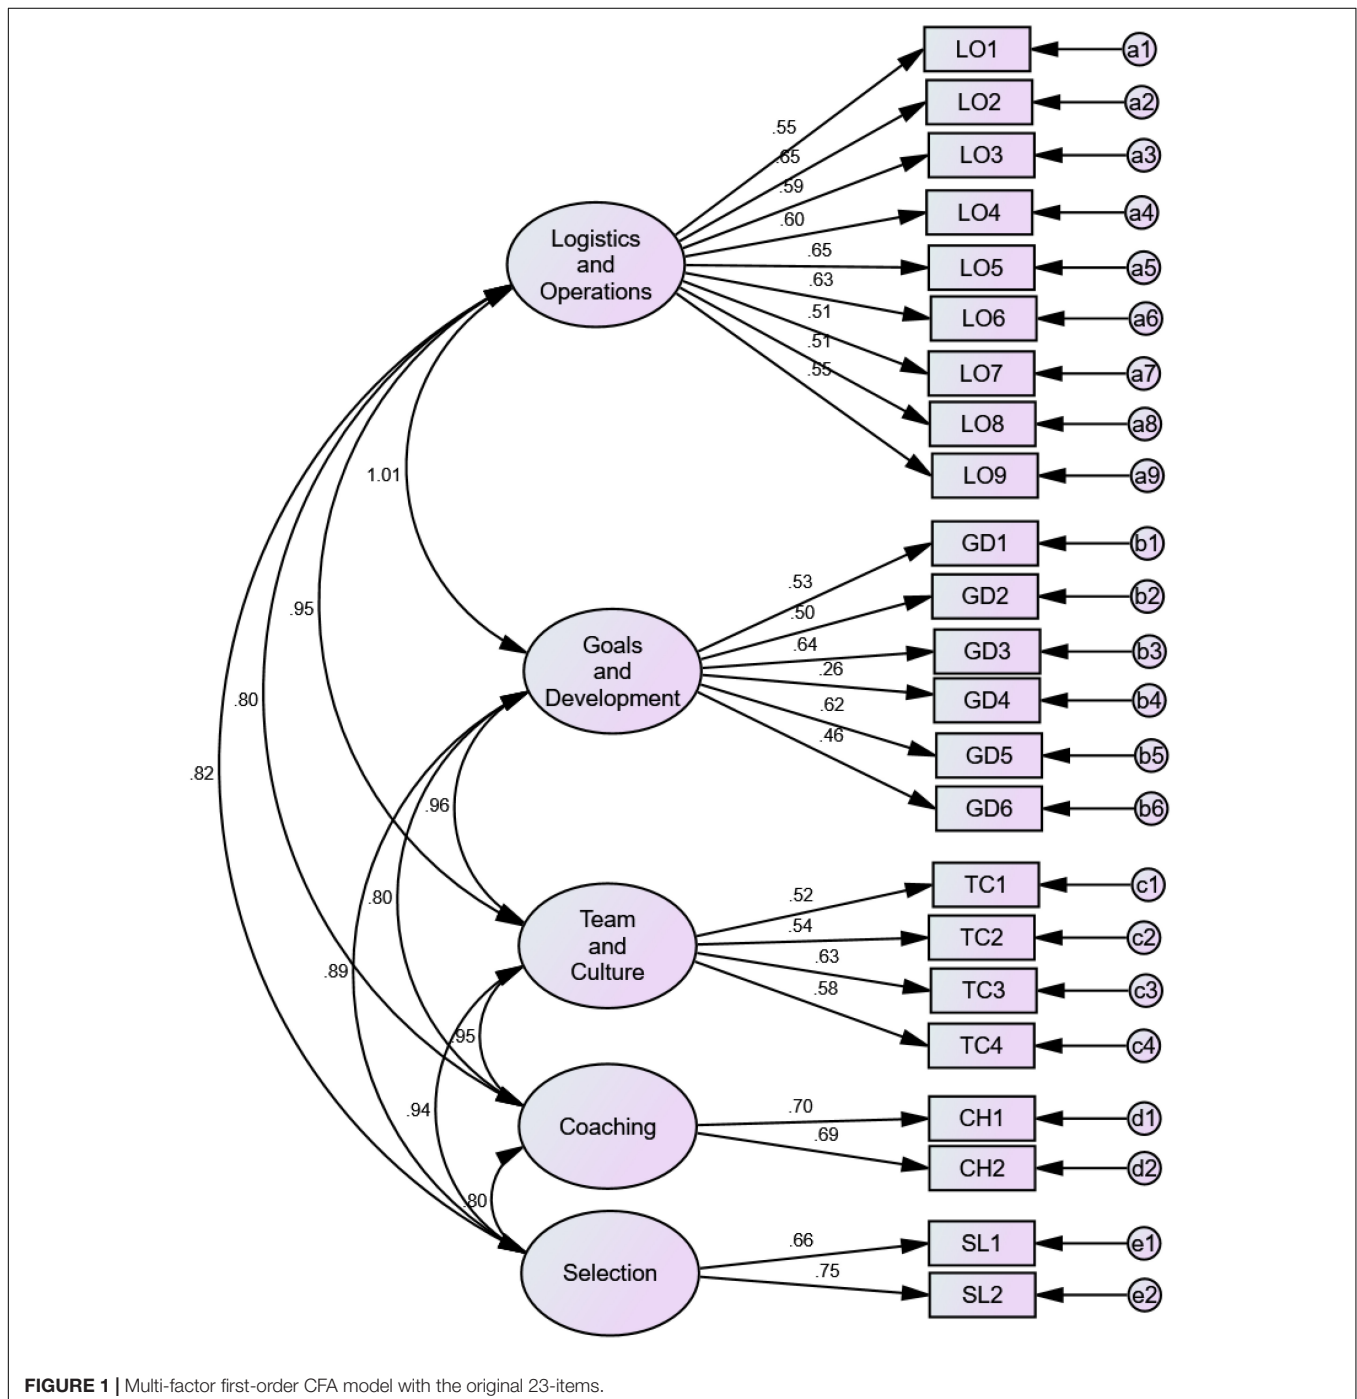 LO1
a1
LO2
a2
.55
LO3
a3
.65
.59
LO4
a4
.60
Logistics
and
Operations
.65
LO5
a5
.63
LO6
a6
.51
.51
LO7
a7
.55
LO8
a8
LO9
a9
1.01
GD1
b1
.53
GD2
b2
.50
.95
Goals
and
Development
.64
GD3
b3
.26
GD4
b4
.62
.46
GD5
b5
.80
GD6
b6
.82
.96
TC1
c1
.52
.80
Team
and
Culture
.54
TC2
c2
.63
TC3
c3
.89
.58
TC4
c4
.95
.94
Coaching
.70
CH1
d1
.69
CH2
d2
.80
.66
SL1
e1
Selection
.75
SL2
e2
FIGURE 1 | Multi-factor first-order CFA model with the original 23-items.